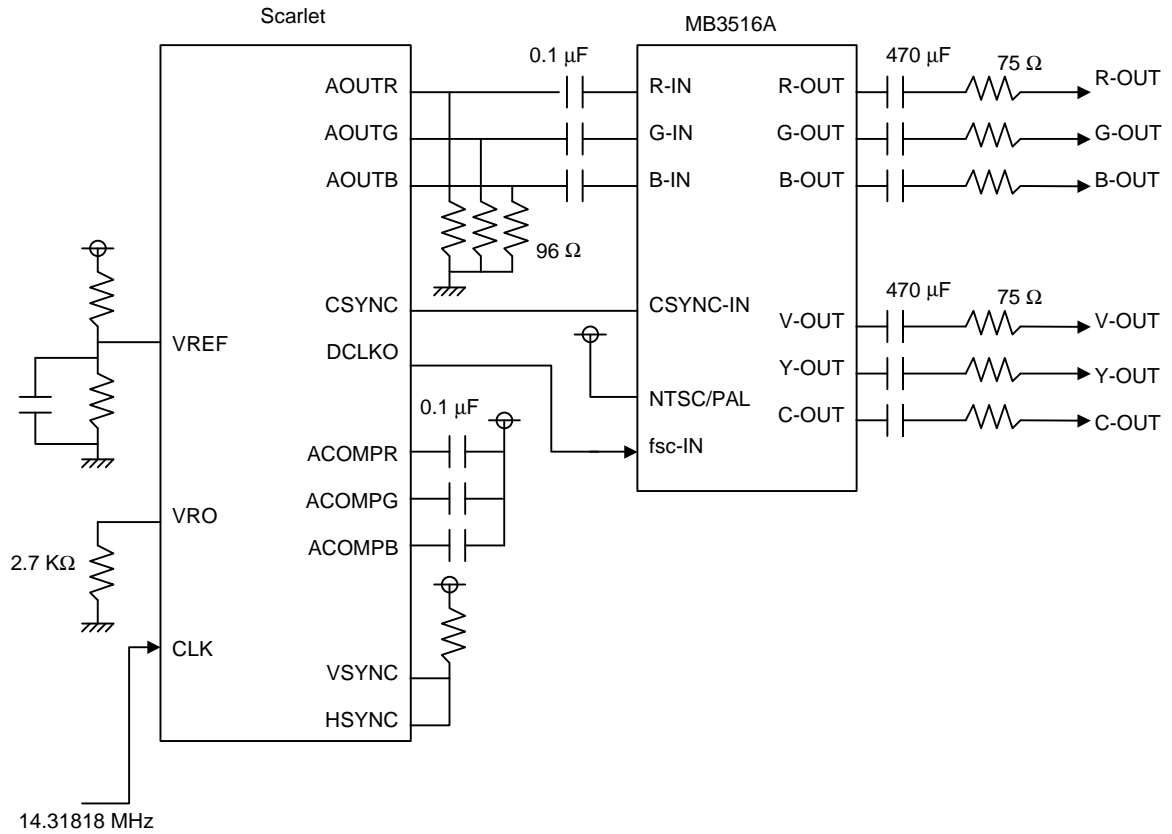 Scarlet
MB3516A
0.1 μF
470 μF
75 Ω
AOUTR
R-IN
R-OUT
R-OUT
AOUTG
G-IN
G-OUT
G-OUT
AOUTB
B-IN
B-OUT
B-OUT
96 Ω
470 μF
75 Ω
CSYNC
CSYNC-IN
V-OUT
V-OUT
VREF
DCLKO
Y-OUT
Y-OUT
0.1 μF
NTSC/PAL
C-OUT
C-OUT
ACOMPR
fsc-IN
ACOMPG
VRO
ACOMPB
2.7 KΩ
CLK
VSYNC
HSYNC
14.31818 MHz